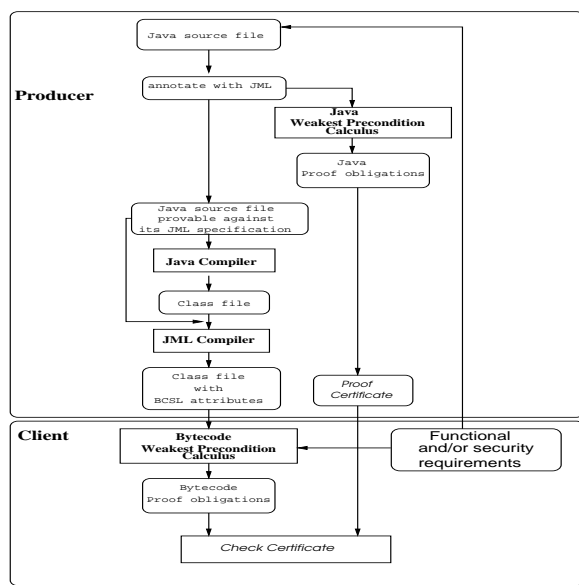 Java source file
annotate with JML
Producer
Java
Weakest Precondition
Calculus
Java
Proof obligations
Java source file
provable against
its JML specification
Java Compiler
Class file
JML Compiler
Class file
with
BCSL attributes
Proof
Certificate
Client
Bytecode
Weakest Precondition
Calculus
Functional
and/or security
requirements
Bytecode
Proof obligations
Check Certificate